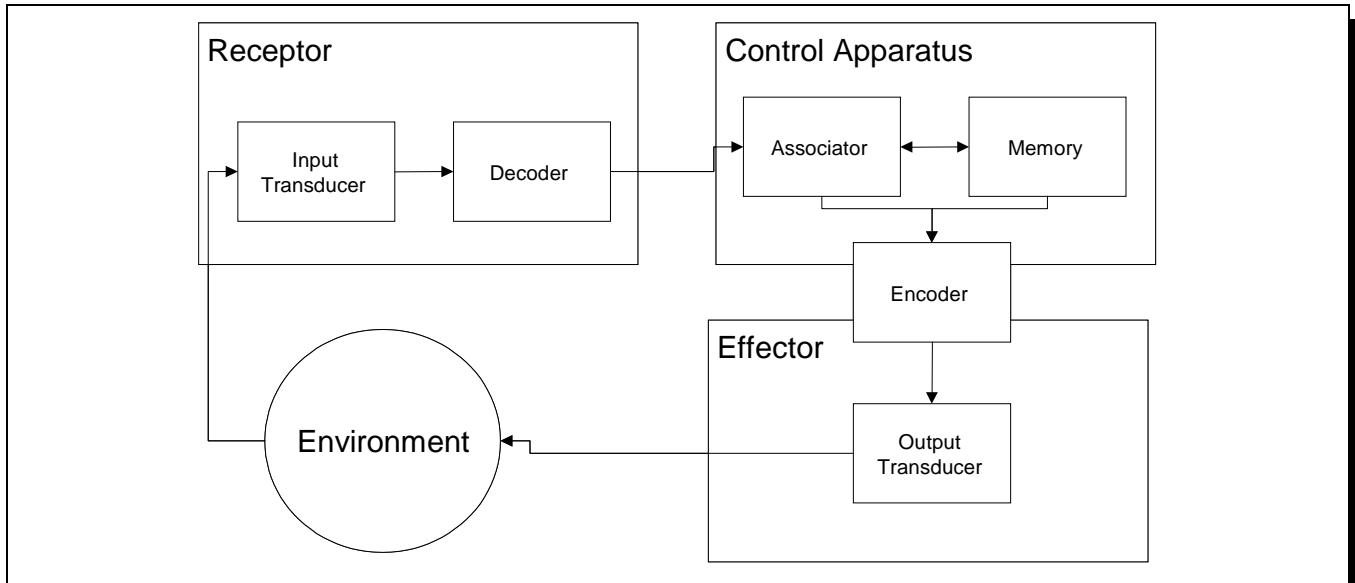 Receptor
Control Apparatus
Input
Transducer
Decoder
Associator
Memory
Encoder
Effector
Environment
Output
Transducer